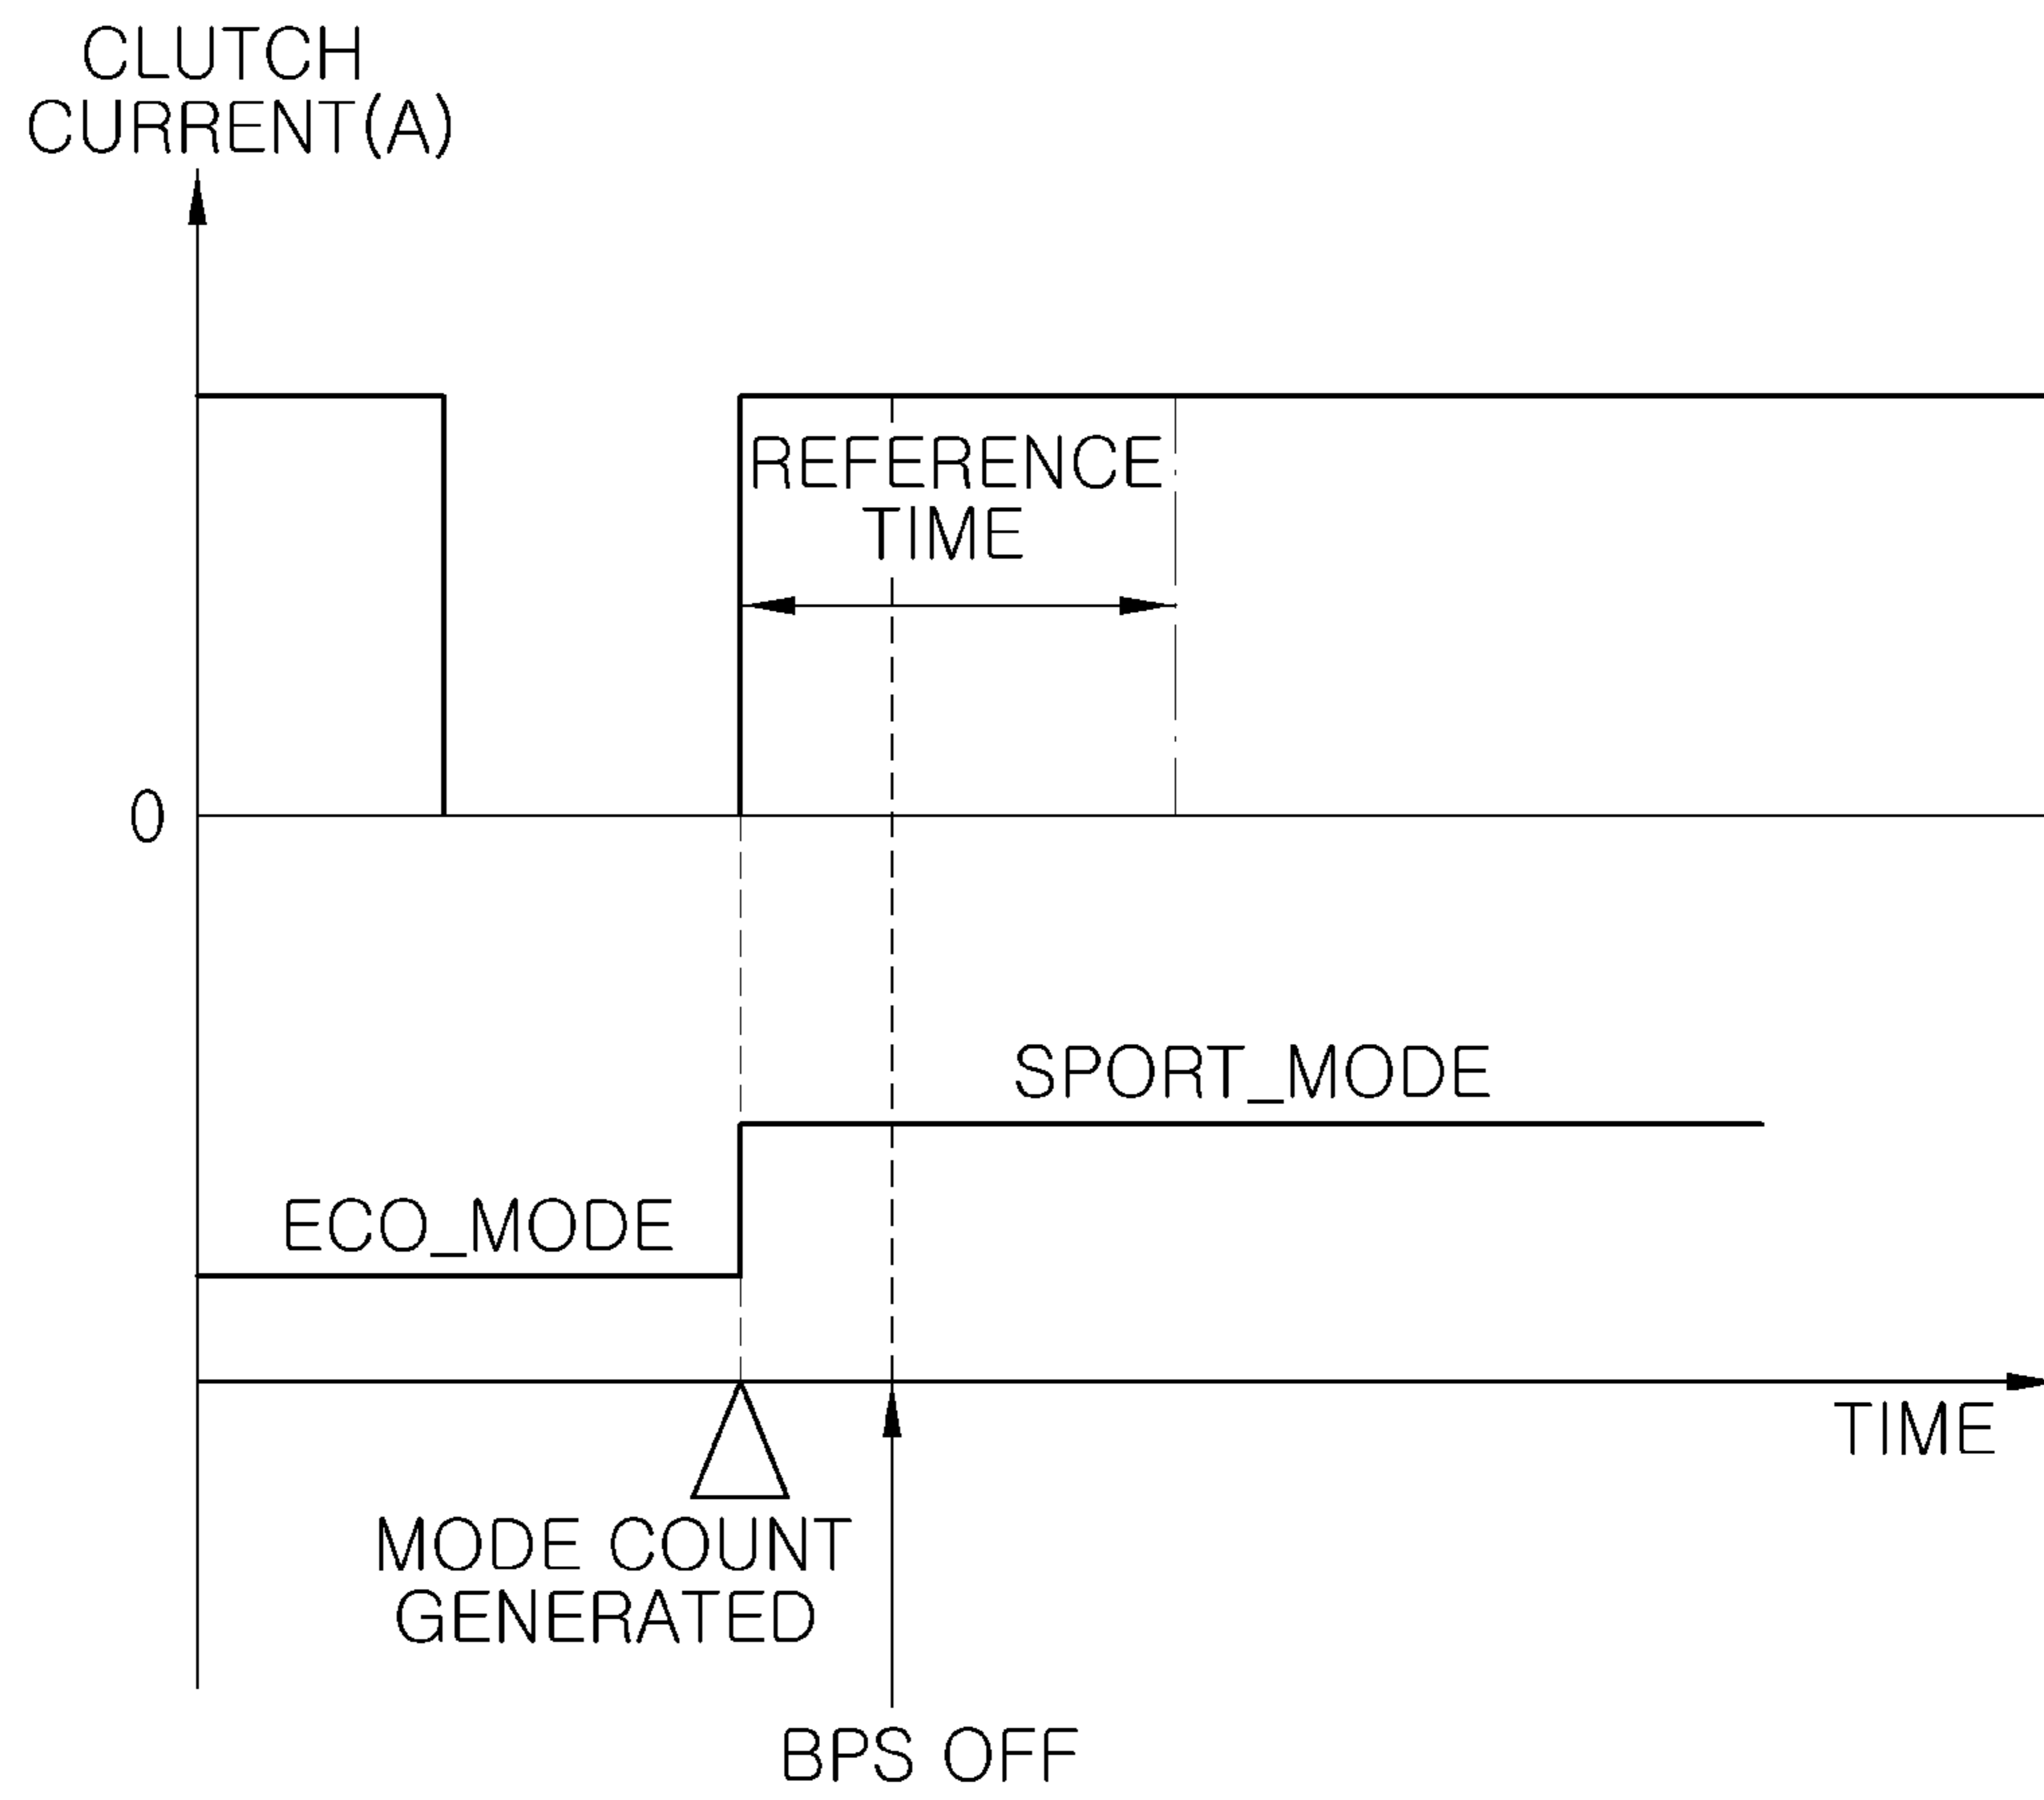 CLUTCH
CURRENT(A)
REFERENCE
TIME
0
SPORT_MODE
ECO_MODE
TIME
MODE COUNT
GENERATED
BPS OFF